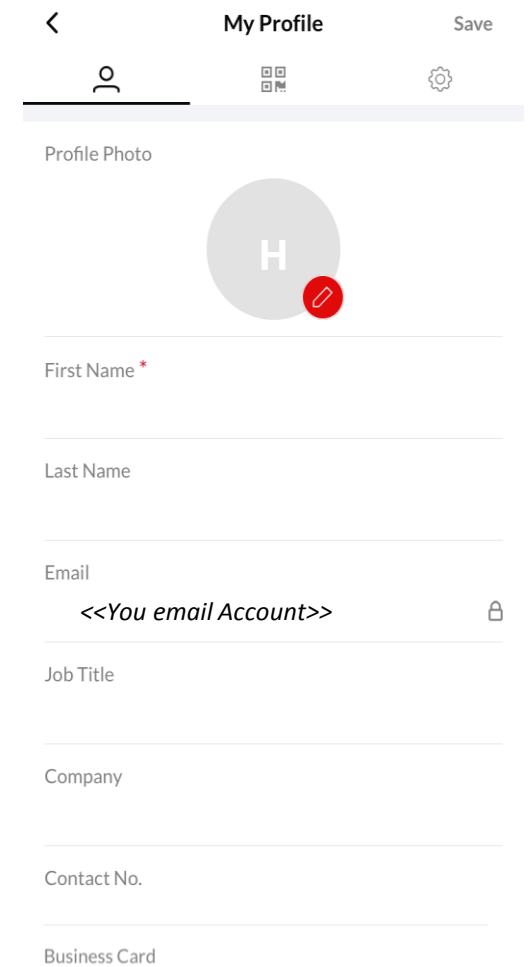 My Profile Save
Profile Photo
H
First Name *
Last Name
Email
<<You email Account>>
Job Title
Company
Contact No.
Business Card